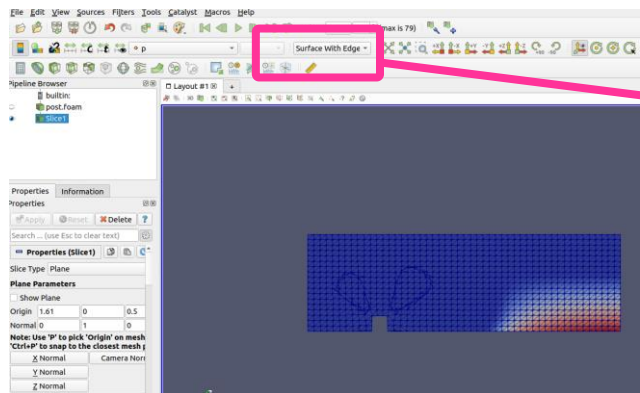 File Edit View Sources Filters Tools Catalyst Macros Help
(max is 79)
p
Surface With Edge
Pipeline Browser
Layout #1
+
builtin:
post.foam
Slice1
Properties Information
Properties
Apply Reset Delete ?
Search ... (use Esc to clear text)
Properties (Slice1)
Slice Type Plane
Plane Parameters
Show Plane
Origin 1.61 0 0.5
Normal 0 1 0
Note: Use 'P' to pick 'Origin' on mesh
'Ctrl+P' to snap to the closest mesh p
X Normal Camera Norr
Y Normal
Z Normal